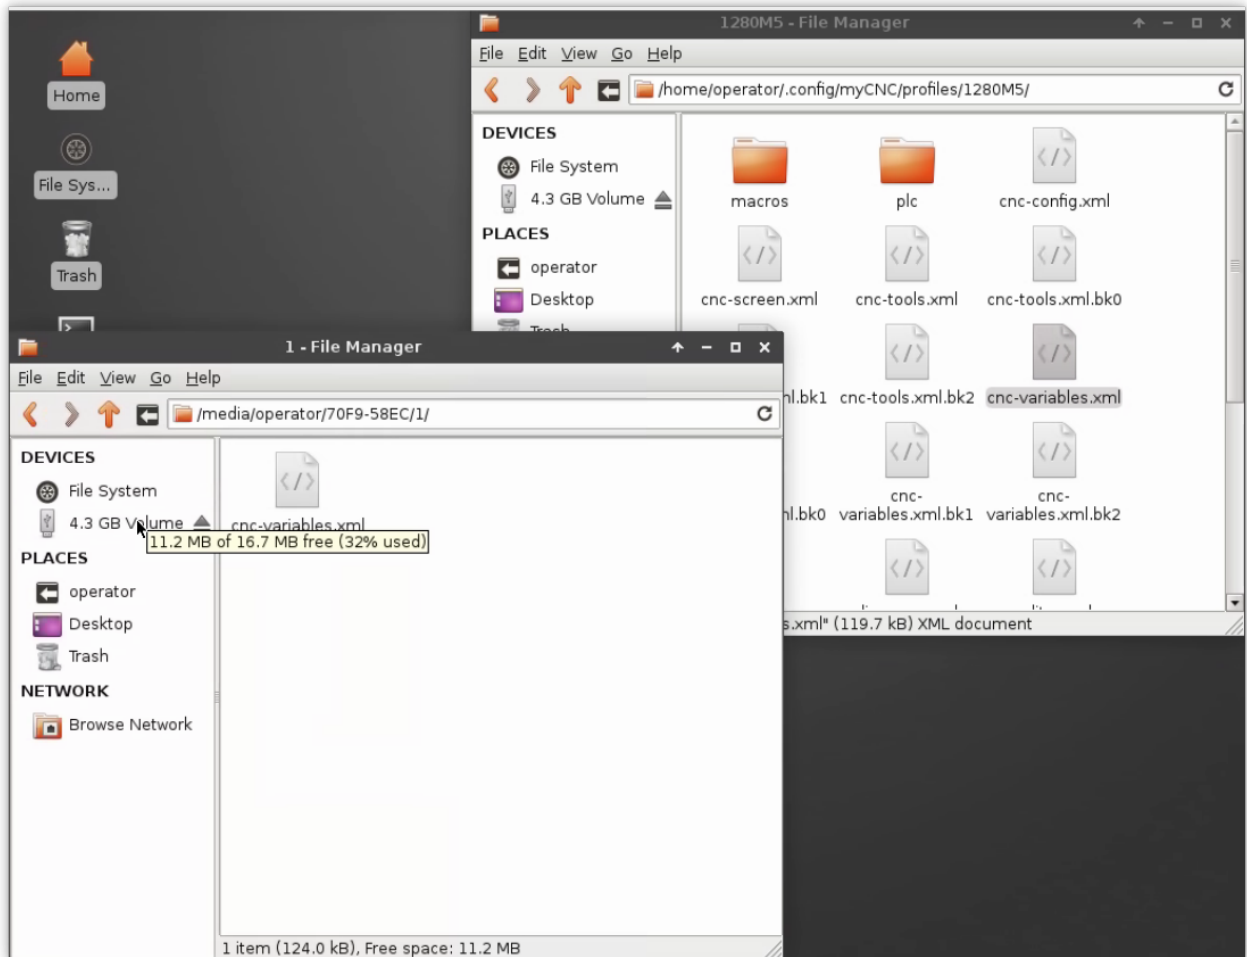 1280M5 - File Manager
File Edit View Go Help
/home/operator/.config/myCNC/profiles/1280M5/
DEVICES
File System
4.3 GB Volume
PLACES
operator
Desktop
Trash
macros plc cnc-config.xml
cnc-screen.xml cnc-tools.xml cnc-tools.xml.bk0
ml.bk1 cnc-tools.xml.bk2 cnc-variables.xml
ml.bk0
cnc-
variables.xml.bk1
cnc-
variables.xml.bk2
s.xml" (119.7 kB) XML document
Home
File Sys...
Trash
1 - File Manager
File Edit View Go Help
/media/operator/70F9-58EC/1/
DEVICES
File System
4.3 GB Volume
PLACES
operator
Desktop
Trash
NETWORK
Browse Network
cnc-variables.xml
11.2 MB of 16.7 MB free (32% used)
1 item (124.0 kB), Free space: 11.2 MB